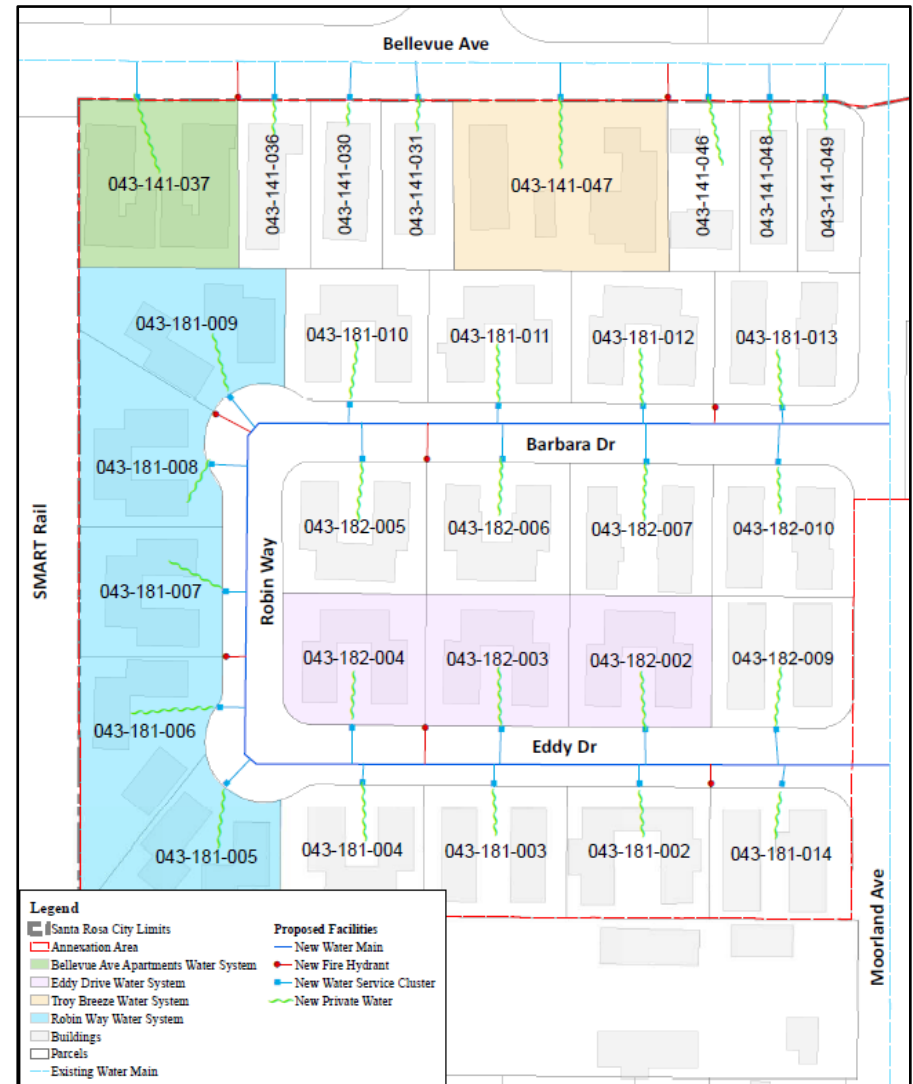 Bellevue Ave
043-141-037
043-141-036
043-141-030
043-141-031
043-141-047
043-141-046
043-141-048
043-141-049
043-181-009
043-181-010
043-181-011
043-181-012
043-181-013
Barbara Dr
043-181-008
043-182-005
043-182-006
043-182-007
043-182-010
SMART Rail
Robin Way
043-181-007
043-182-004
043-182-003
043-182-002
043-182-009
043-181-006
Eddy Dr
043-181-005
043-181-004
043-181-003
043-181-002
043-181-014
Moorland Ave
Legend
Santa Rosa City Limits
Annexation Area
Bellevue Ave Apartments Water System
Eddy Drive Water System
Troy Breeze Water System
Robin Way Water System
Buildings
Parcels
Existing Water Main
Proposed Facilities
New Water Main
New Fire Hydrant
New Water Service Cluster
New Private Water